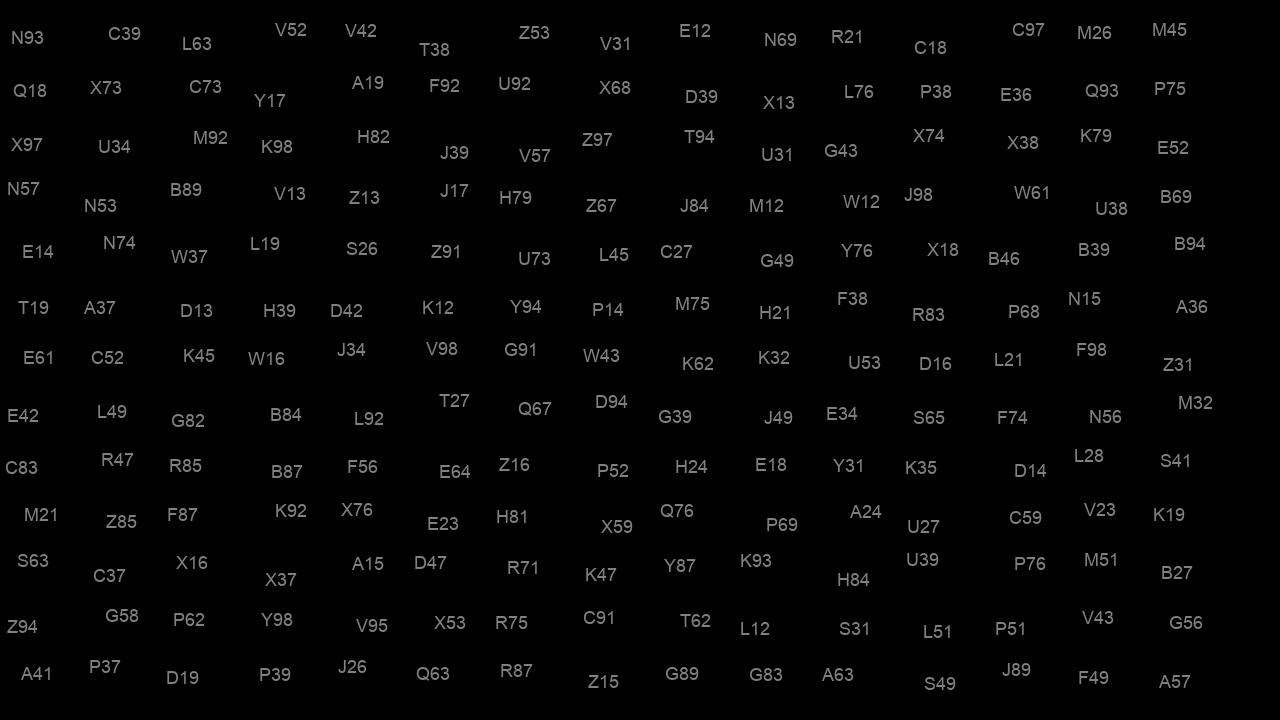 N93 C39 L63 V52 V42 T38 Z53 V31 E12 N69 R21 C18 C97 M26 M45
Q18 X73 C73 Y17 A19 F92 U92 X68 D39 X13 L76 P38 E36 Q93 P75
X97 U34 M92 K98 H82 J39 V57 Z97 T94 U31 G43 X74 X38 K79 E52
N57 N53 B89 V13 Z13 J17 H79 Z67 J84 M12 W12 J98 W61 U38 B69
E14 N74 W37 L19 S26 Z91 U73 L45 C27 G49 Y76 X18 B46 B39 B94
T19 A37 D13 H39 D42 K12 Y94 P14 M75 H21 F38 R83 P68 N15 A36
E61 C52 K45 W16 J34 V98 G91 W43 K62 K32 U53 D16 L21 F98 Z31
E42 L49 G82 B84 L92 T27 Q67 D94 G39 J49 E34 S65 F74 N56 M32
C83 R47 R85 B87 F56 E64 Z16 P52 H24 E18 Y31 K35 D14 L28 S41
M21 Z85 F87 K92 X76 E23 H81 X59 Q76 P69 A24 U27 C59 V23 K19
S63 C37 X16 X37 A15 D47 R71 K47 Y87 K93 H84 U39 P76 M51 B27
Z94 G58 P62 Y98 V95 X53 R75 C91 T62 L12 S31 L51 P51 V43 G56
A41 P37 D19 P39 J26 Q63 R87 Z15 G89 G83 A63 S49 J89 F49 A57